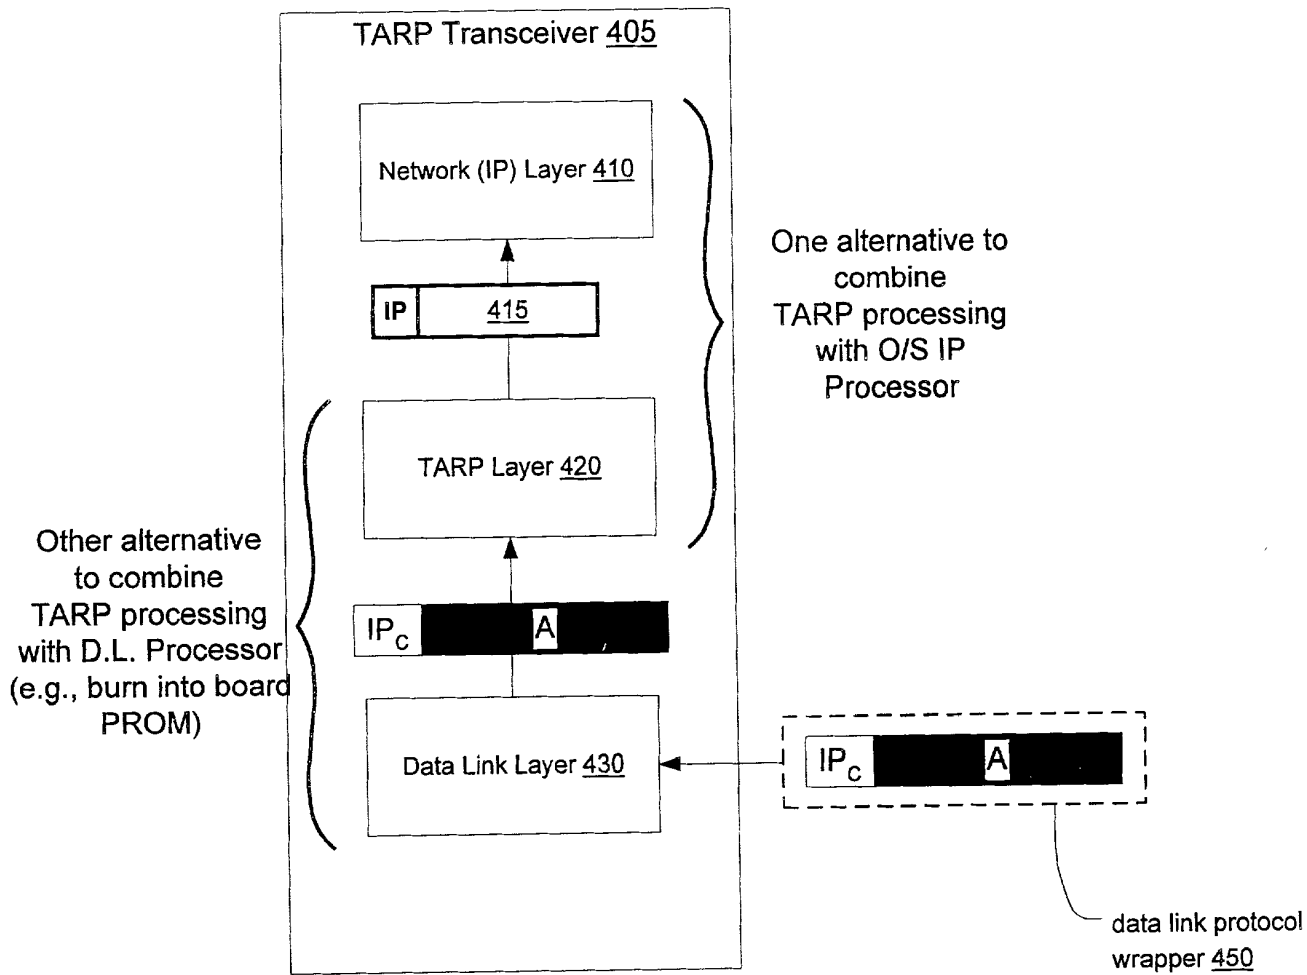 TARP Transceiver 405
Network (IP) Layer 410
IP 415
One alternative to
combine
TARP processing
with O/S IP
Processor
TARP Layer 420
Other alternative
to combine
TARP processing
with D.L. Processor
(e.g., burn into board
PROM)
IPC A
Data Link Layer 430
IPC A
data link protocol
wrapper 450